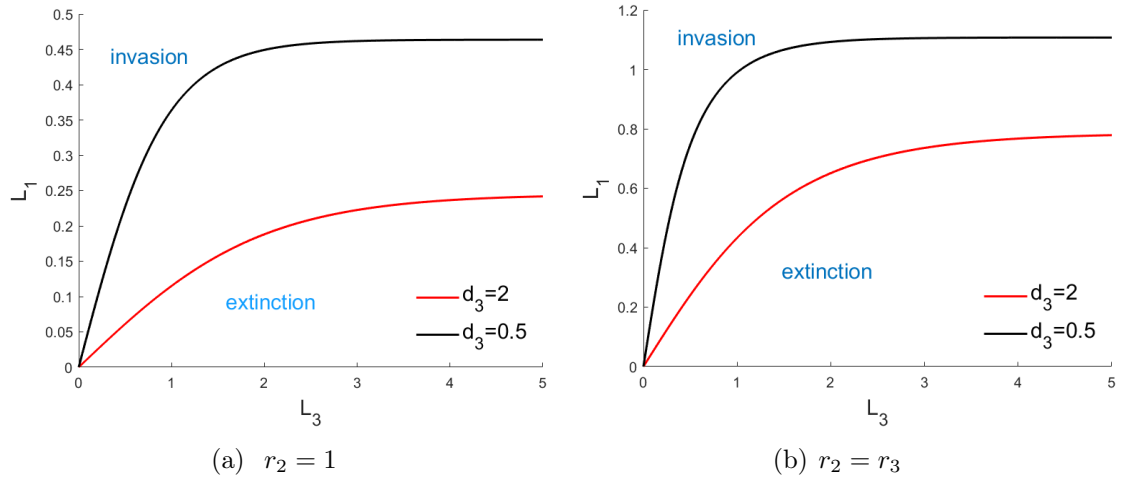 0.5
0.45
0.4
0.35
0.3
0.25
0.2
0.15
0.1
0.05
0
L₁
invasion
extinction
d₃=2
d₃=0.5
0 1 2 3 4 5
L₃
(a) r₂ = 1
1.2
1
0.8
0.6
0.4
0.2
0
L₁
invasion
extinction
d₃=2
d₃=0.5
0 1 2 3 4 5
L₃
(b) r₂ = r₃